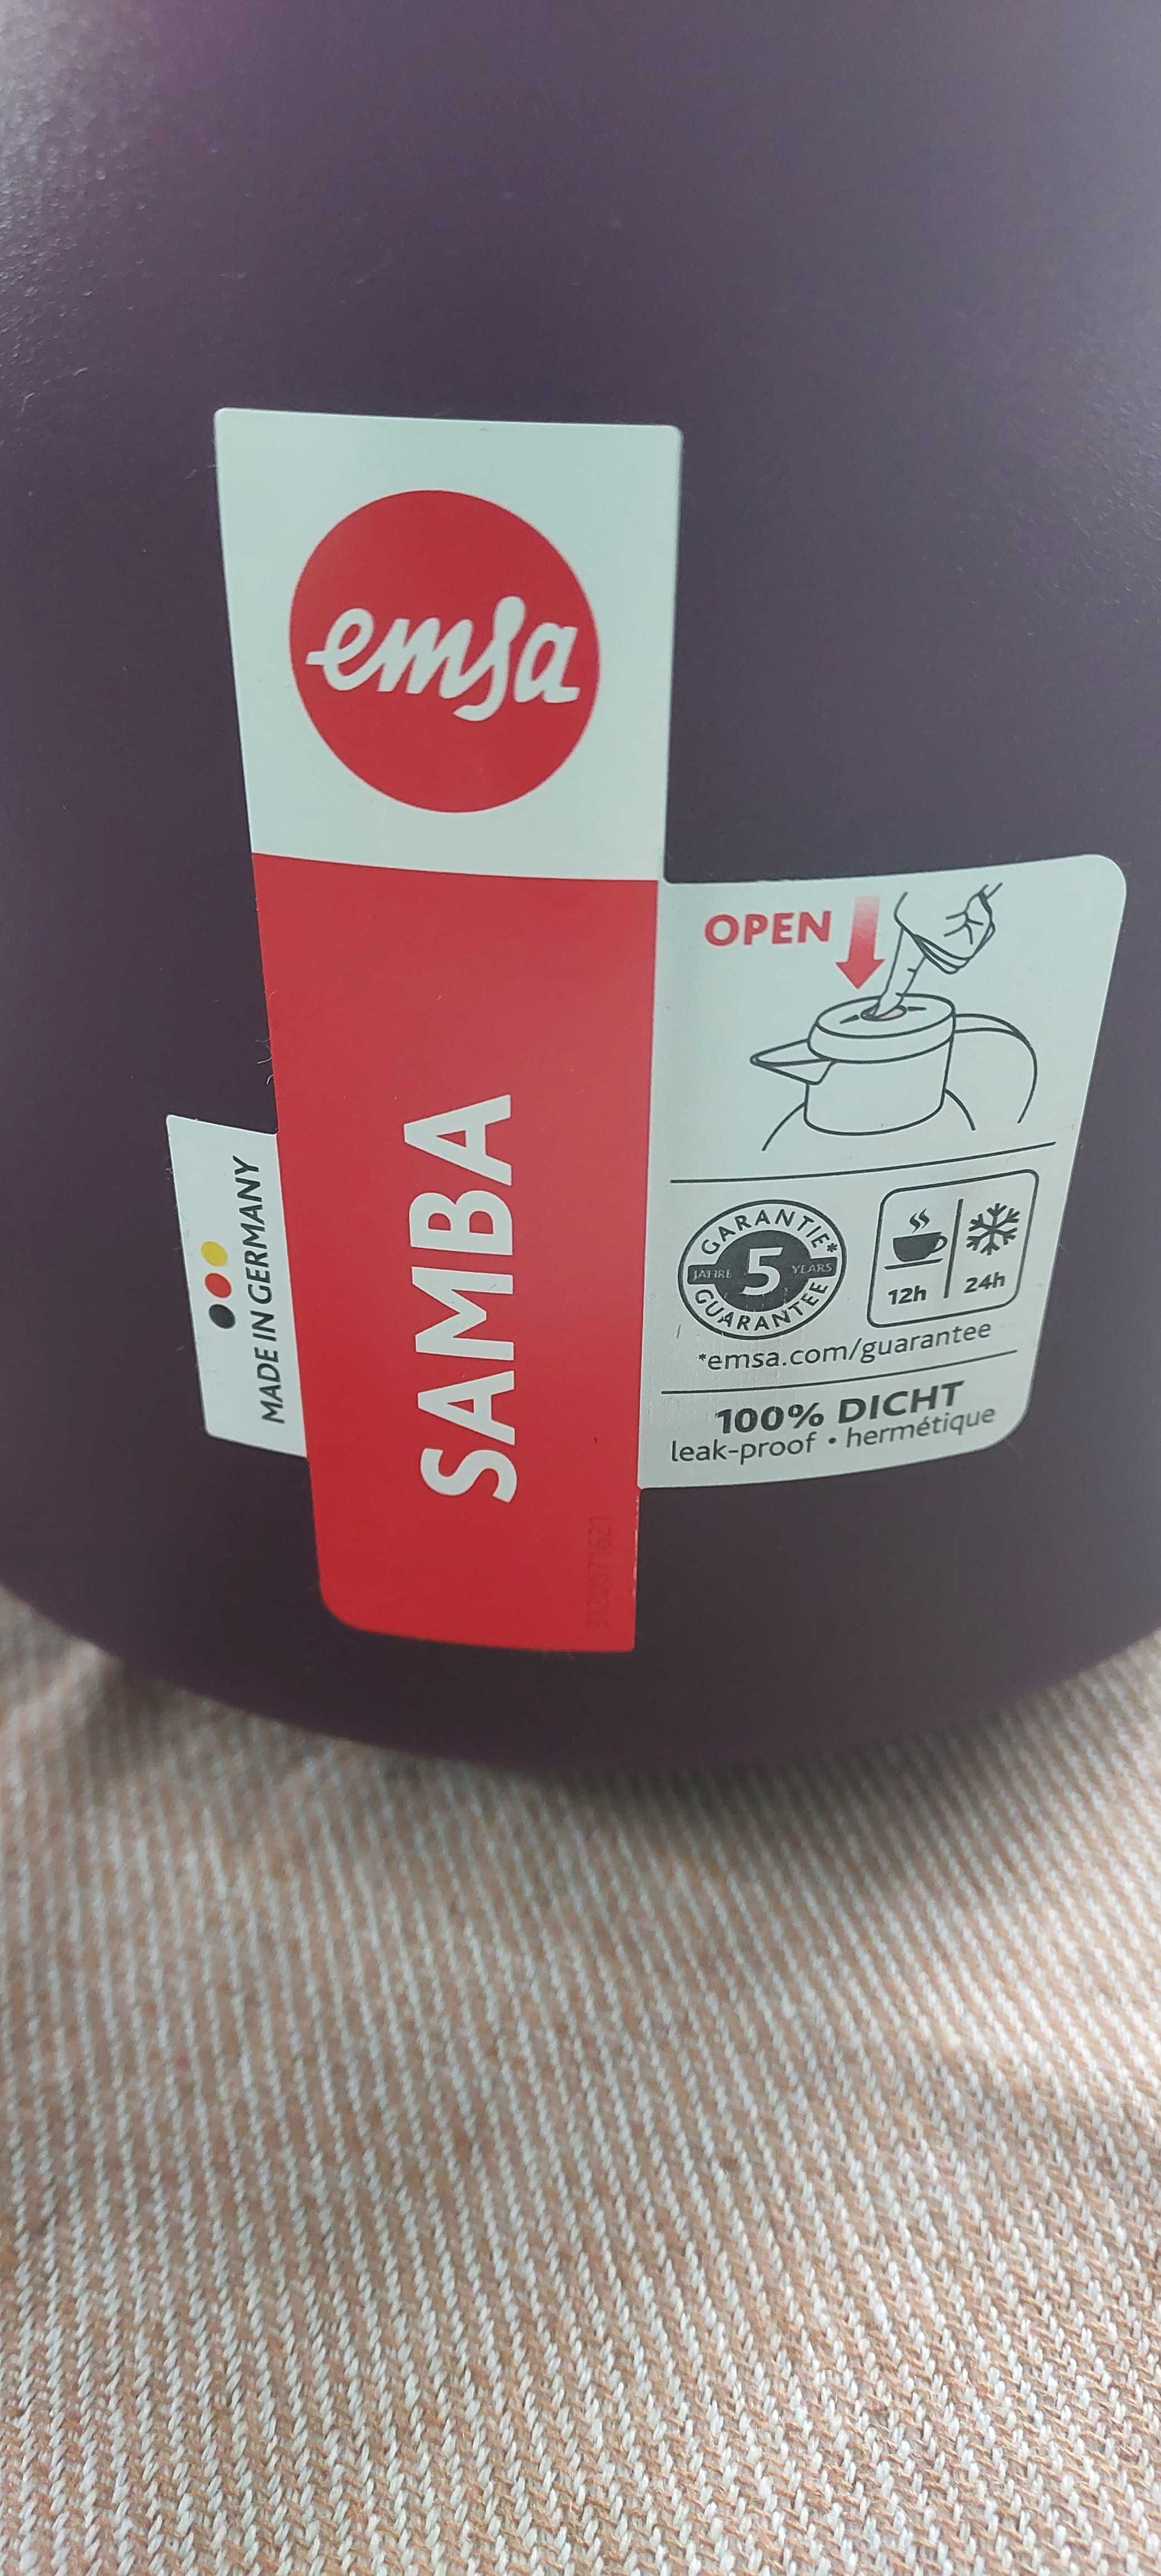 emsa
SAMBA
MADE IN GERMANY
OPEN
GARANTIE*
JAHRE 5 YEARS
GUARANTEE
12h 24h
*emsa.com/guarantee
100% DICHT
leak-proof • hermétique